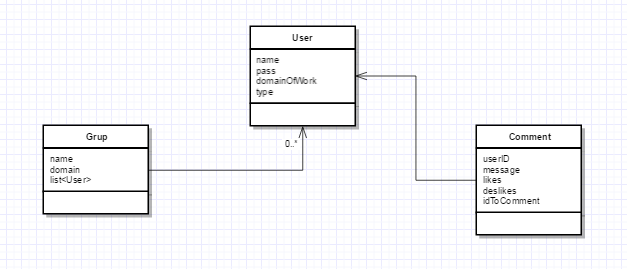 User
name
pass
domainOfWork
type
0..*
Grup
name
domain
list<User>
Comment
userID
message
likes
deslikes
idToComment